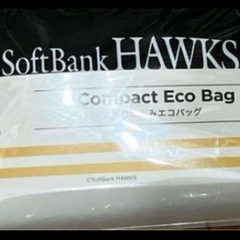 SoftBank HAWKS
Compact Eco Bag
みエコバッグ
©SoftBank HAWKS